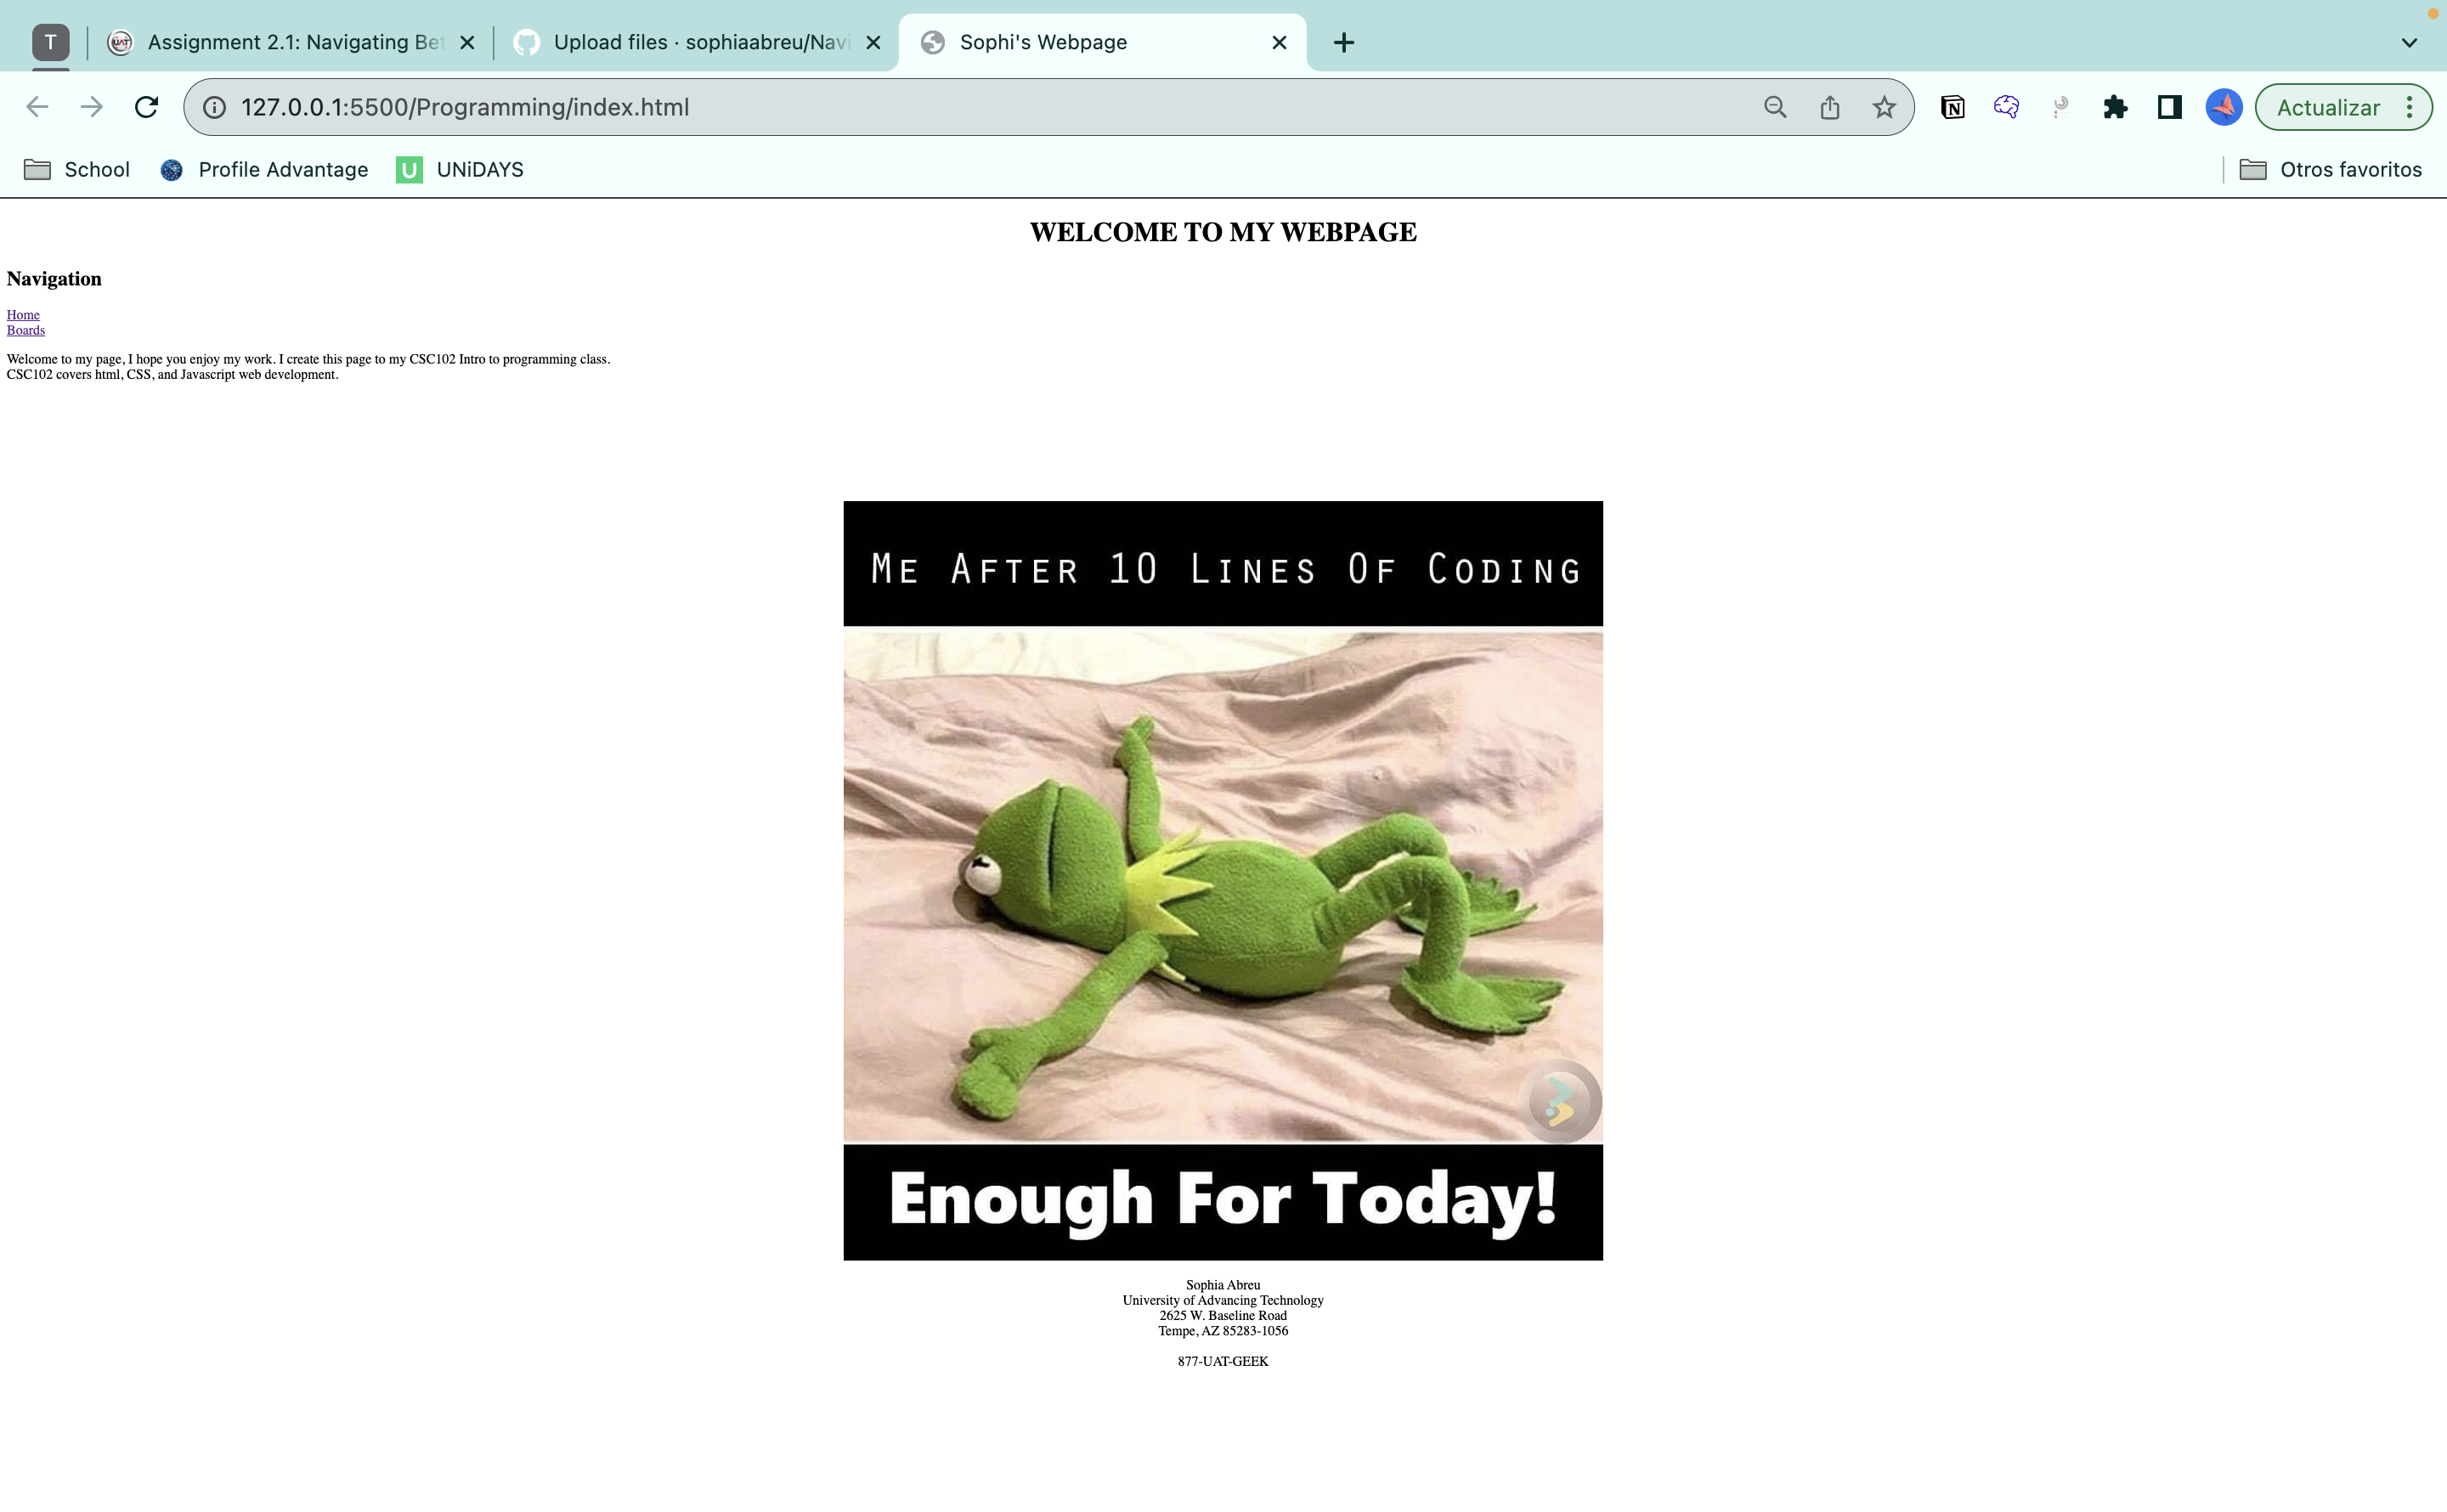 T
Assignment 2.1: Navigating Bet
Upload files · sophiaabreu/Navi
Sophi's Webpage
127.0.0.1:5500/Programming/index.html
N
Actualizar
School
Profile Advantage
U
UNiDAYS
Otros favoritos
WELCOME TO MY WEBPAGE
Navigation
Home
Boards
Welcome to my page, I hope you enjoy my work. I create this page to my CSC102 Intro to programming class.
CSC102 covers html, CSS, and Javascript web development.
Me After 10 Lines Of Coding
Enough For Today!
Sophia Abreu
University of Advancing Technology
2625 W. Baseline Road
Tempe, AZ 85283-1056
877-UAT-GEEK